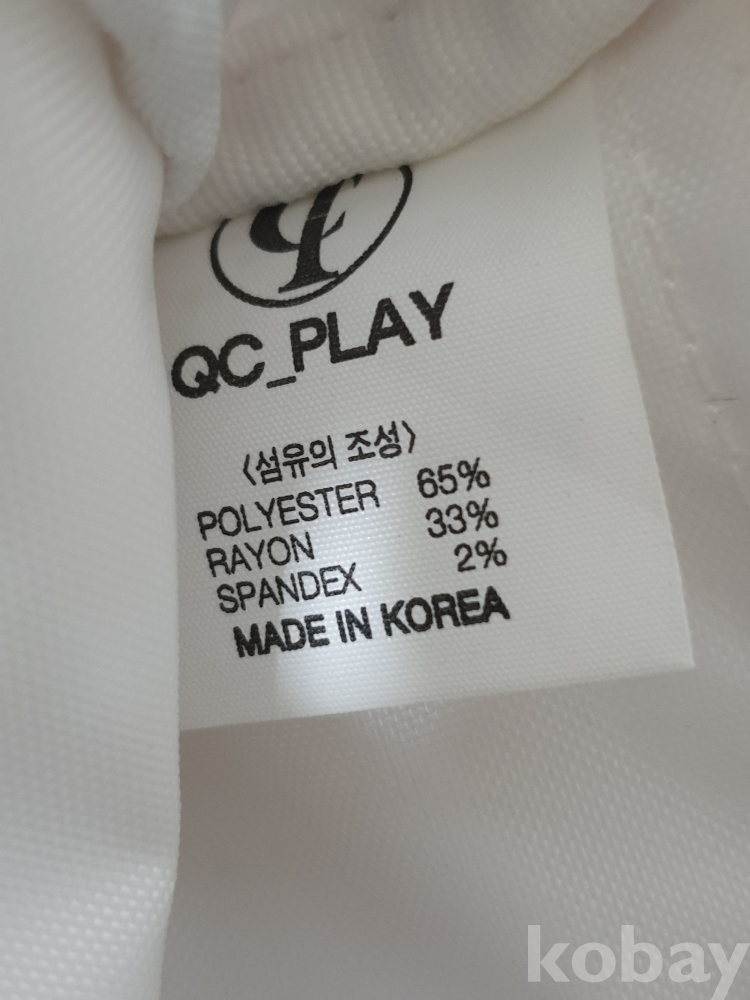 QC_PLAY
<섬유의 조성>
POLYESTER 65%
RAYON 33%
SPANDEX 2%
MADE IN KOREA
kobay